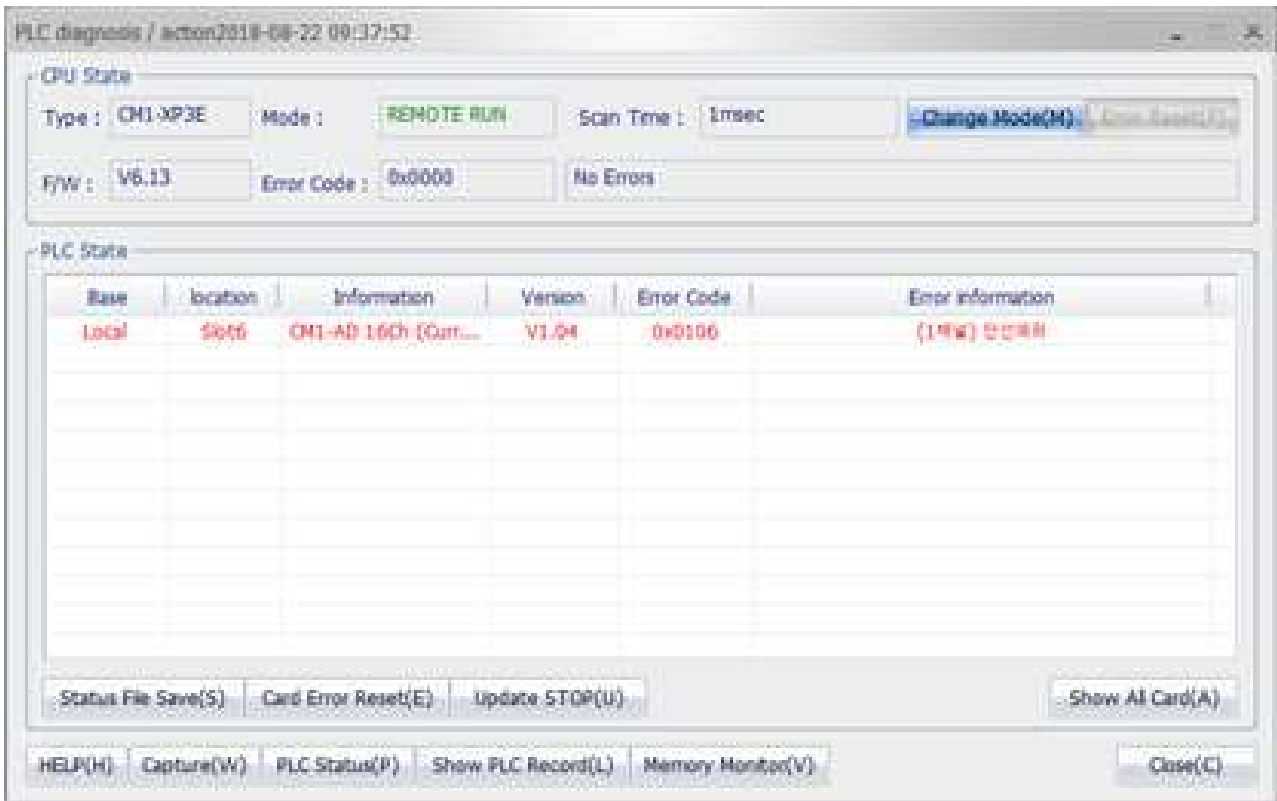 PLC diagnosis / action2018-08-22 09:37:52
CPU State
Type : CM1-XP3E Mode : REMOTE RUN Scan Time : 1msec Change Mode(M) Error Reset(F)
F/W : V6.13 Error Code : 0x0000 No Errors
PLC State
Base location Information Version Error Code Error information
Local Slot6 CM1-AD 16Ch (Curr... V1.04 0x0106
Status File Save(S) Card Error Reset(E) Update STOP(U) Show All Card(A)
HELP(H) Capture(W) PLC Status(P) Show PLC Record(L) Memory Monitor(V) Close(C)